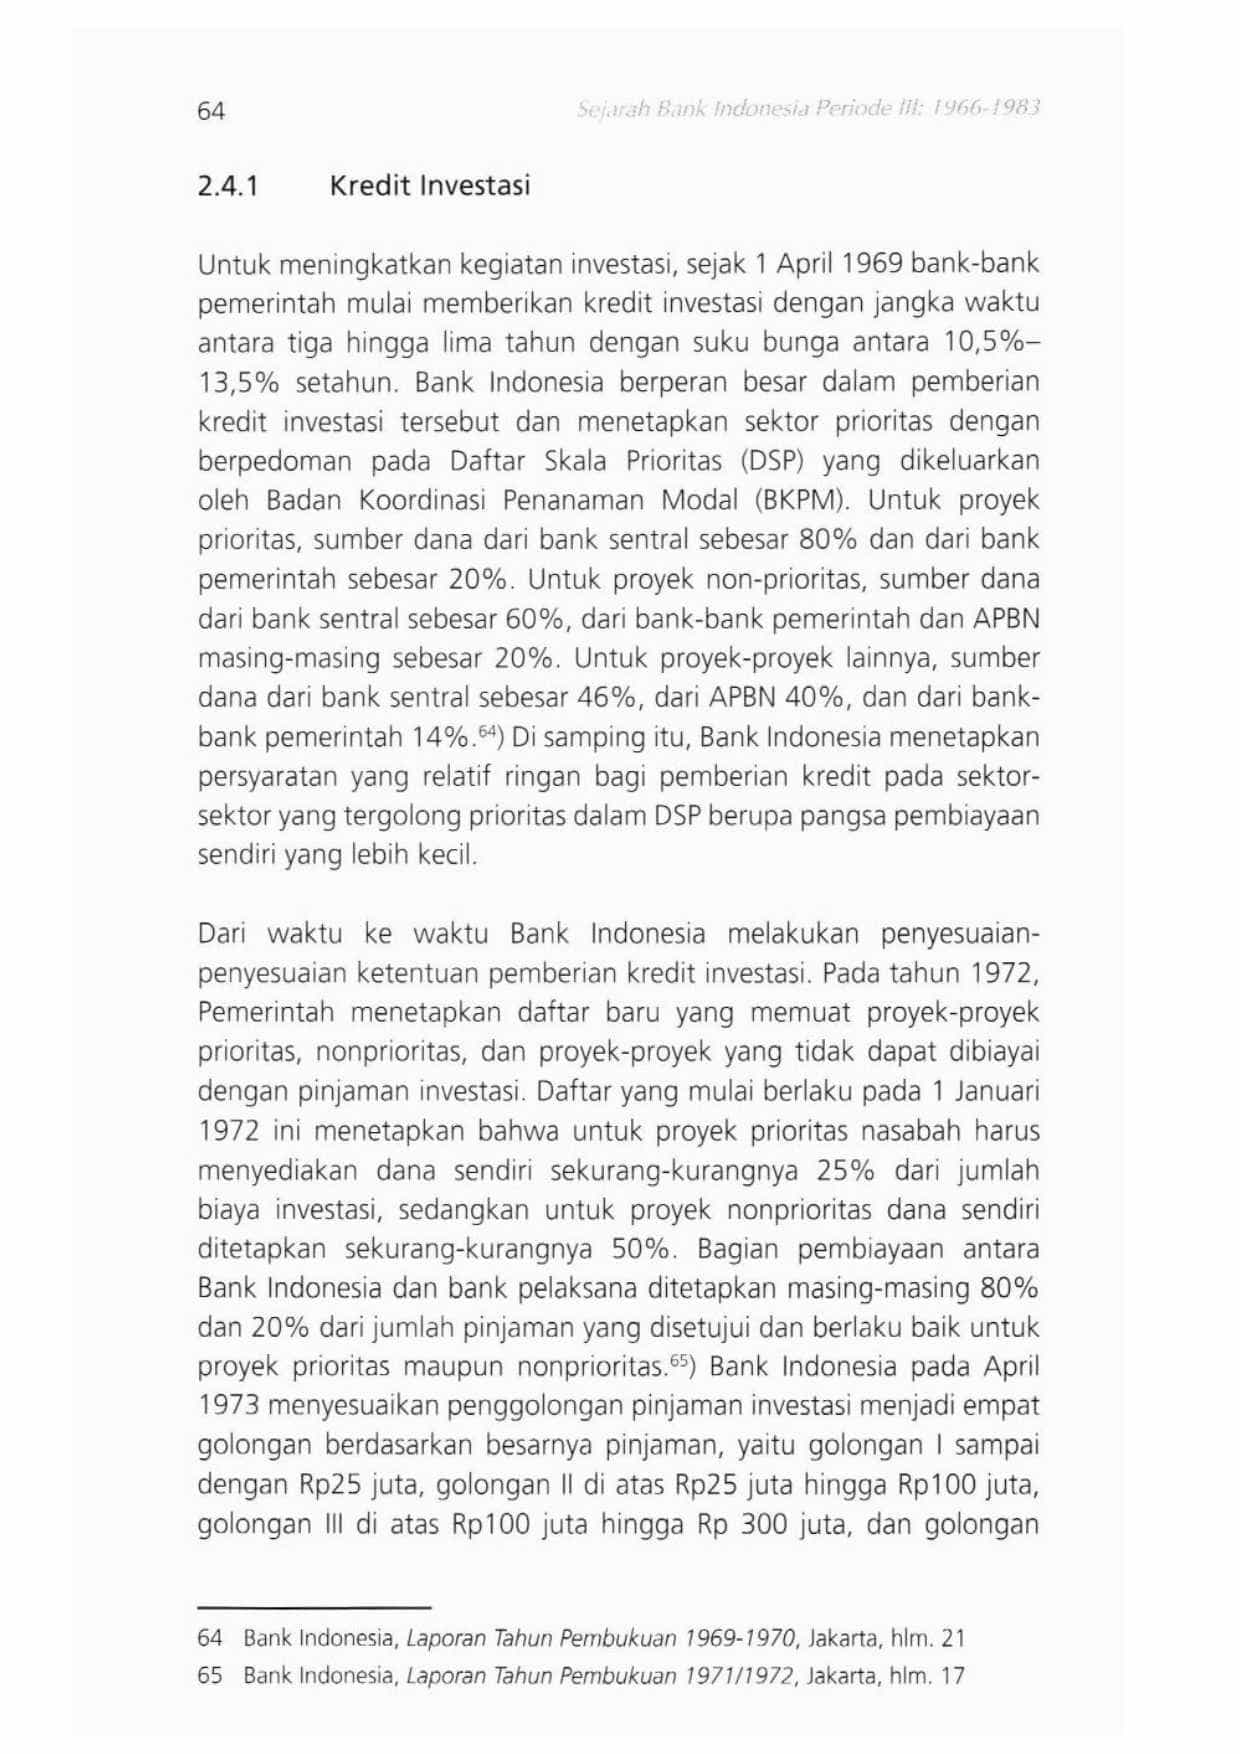 64
Sejarah Bank Indonesia Periode III: 1966-1983
2.4.1 Kredit Investasi
Untuk meningkatkan kegiatan investasi, sejak 1 April 1969 bank-bank
pemerintah mulai memberikan kredit investasi dengan jangka waktu
antara tiga hingga lima tahun dengan suku bunga antara 10,5%–
13,5% setahun. Bank Indonesia berperan besar dalam pemberian
kredit investasi tersebut dan menetapkan sektor prioritas dengan
berpedoman pada Daftar Skala Prioritas (DSP) yang dikeluarkan
oleh Badan Koordinasi Penanaman Modal (BKPM). Untuk proyek
prioritas, sumber dana dari bank sentral sebesar 80% dan dari bank
pemerintah sebesar 20%. Untuk proyek non-prioritas, sumber dana
dari bank sentral sebesar 60%, dari bank-bank pemerintah dan APBN
masing-masing sebesar 20%. Untuk proyek-proyek lainnya, sumber
dana dari bank sentral sebesar 46%, dari APBN 40%, dan dari bank-
bank pemerintah 14%.64) Di samping itu, Bank Indonesia menetapkan
persyaratan yang relatif ringan bagi pemberian kredit pada sektor-
sektor yang tergolong prioritas dalam DSP berupa pangsa pembiayaan
sendiri yang lebih kecil.
Dari waktu ke waktu Bank Indonesia melakukan penyesuaian-
penyesuaian ketentuan pemberian kredit investasi. Pada tahun 1972,
Pemerintah menetapkan daftar baru yang memuat proyek-proyek
prioritas, nonprioritas, dan proyek-proyek yang tidak dapat dibiayai
dengan pinjaman investasi. Daftar yang mulai berlaku pada 1 Januari
1972 ini menetapkan bahwa untuk proyek prioritas nasabah harus
menyediakan dana sendiri sekurang-kurangnya 25% dari jumlah
biaya investasi, sedangkan untuk proyek nonprioritas dana sendiri
ditetapkan sekurang-kurangnya 50%. Bagian pembiayaan antara
Bank Indonesia dan bank pelaksana ditetapkan masing-masing 80%
dan 20% dari jumlah pinjaman yang disetujui dan berlaku baik untuk
proyek prioritas maupun nonprioritas.65) Bank Indonesia pada April
1973 menyesuaikan penggolongan pinjaman investasi menjadi empat
golongan berdasarkan besarnya pinjaman, yaitu golongan I sampai
dengan Rp25 juta, golongan II di atas Rp25 juta hingga Rp100 juta,
golongan III di atas Rp100 juta hingga Rp 300 juta, dan golongan
64 Bank Indonesia, Laporan Tahun Pembukuan 1969-1970, Jakarta, hlm. 21
65 Bank Indonesia, Laporan Tahun Pembukuan 1971/1972, Jakarta, hlm. 17